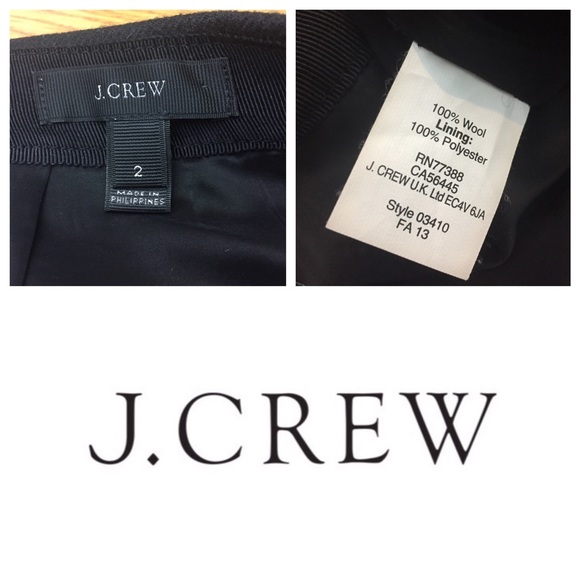 J.CREW
2
MADE IN
PHILIPPINES
100% Wool
Lining:
100% Polyester
RN77388
CA56445
J. CREW U.K. Ltd EC4V 6JA
Style 03410
FA 13
J.CREW